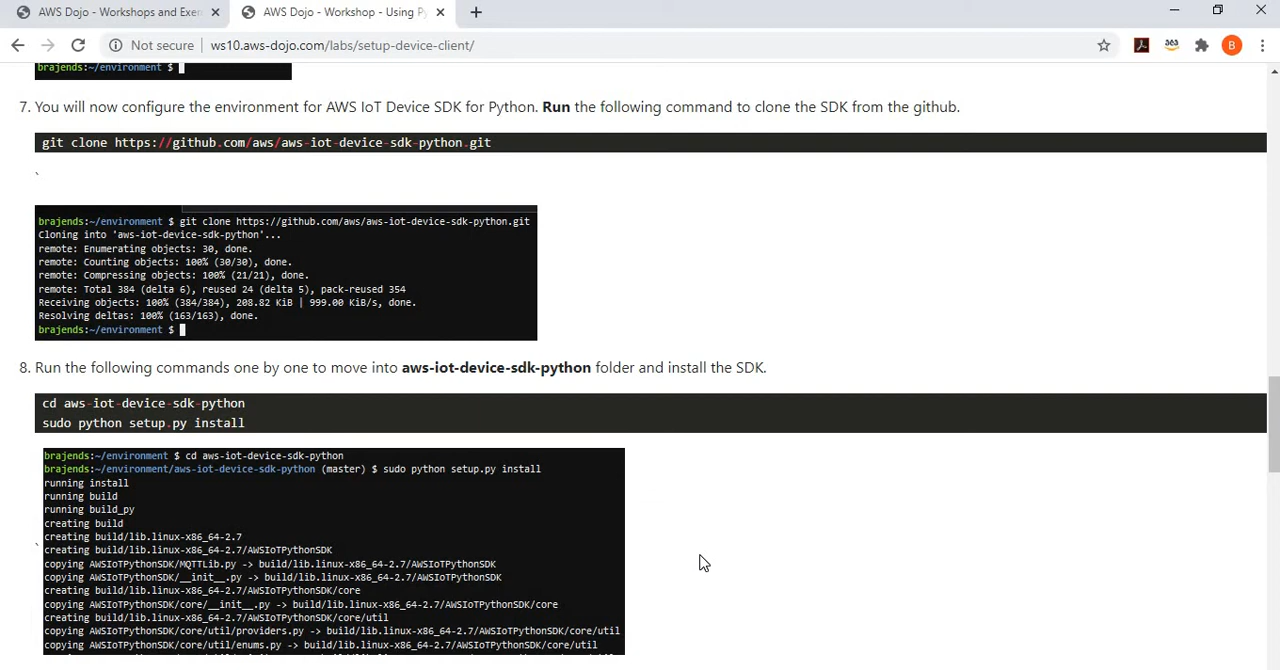 AWS Dojo - Workshops and Exer
AWS Dojo - Workshop - Using Py
Not secure | ws10.aws-dojo.com/labs/setup-device-client/
B
brajends:~/environment $
7. You will now configure the environment for AWS IoT Device SDK for Python. Run the following command to clone the SDK from the github.
git clone https://github.com/aws/aws-iot-device-sdk-python.git
`
brajends:~/environment $ git clone https://github.com/aws/aws-iot-device-sdk-python.git
Cloning into 'aws-iot-device-sdk-python'...
remote: Enumerating objects: 30, done.
remote: Counting objects: 100% (30/30), done.
remote: Compressing objects: 100% (21/21), done.
remote: Total 384 (delta 6), reused 24 (delta 5), pack-reused 354
Receiving objects: 100% (384/384), 208.82 KiB | 999.00 KiB/s, done.
Resolving deltas: 100% (163/163), done.
brajends:~/environment $
8. Run the following commands one by one to move into aws-iot-device-sdk-python folder and install the SDK.
cd aws-iot-device-sdk-python
sudo python setup.py install
brajends:~/environment $ cd aws-iot-device-sdk-python
brajends:~/environment/aws-iot-device-sdk-python (master) $ sudo python setup.py install
running install
running build
running build_py
creating build
creating build/lib.linux-x86_64-2.7
creating build/lib.linux-x86_64-2.7/AWSIoTPythonSDK
copying AWSIoTPythonSDK/MQTTLib.py -> build/lib.linux-x86_64-2.7/AWSIoTPythonSDK
copying AWSIoTPythonSDK/__init__.py -> build/lib.linux-x86_64-2.7/AWSIoTPythonSDK
creating build/lib.linux-x86_64-2.7/AWSIoTPythonSDK/core
copying AWSIoTPythonSDK/core/__init__.py -> build/lib.linux-x86_64-2.7/AWSIoTPythonSDK/core
creating build/lib.linux-x86_64-2.7/AWSIoTPythonSDK/core/util
copying AWSIoTPythonSDK/core/util/providers.py -> build/lib.linux-x86_64-2.7/AWSIoTPythonSDK/core/util
copying AWSIoTPythonSDK/core/util/enums.py -> build/lib.linux-x86_64-2.7/AWSIoTPythonSDK/core/util